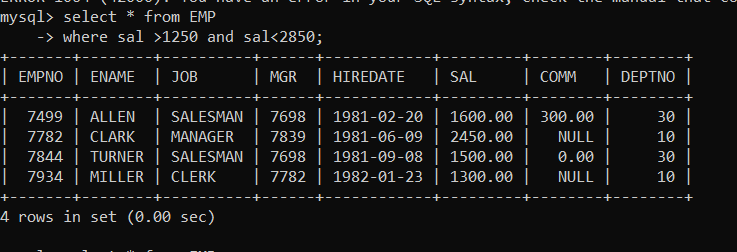 ERROR 1064 (42000): You have an error in your SQL syntax; check the manual that co
mysql> select * from EMP
    -> where sal >1250 and sal<2850;
+-------+--------+----------+------+------------+---------+--------+--------+
| EMPNO | ENAME | JOB | MGR | HIREDATE | SAL | COMM | DEPTNO |
+-------+--------+----------+------+------------+---------+--------+--------+
| 7499 | ALLEN | SALESMAN | 7698 | 1981-02-20 | 1600.00 | 300.00 | 30 |
| 7782 | CLARK | MANAGER | 7839 | 1981-06-09 | 2450.00 | NULL | 10 |
| 7844 | TURNER | SALESMAN | 7698 | 1981-09-08 | 1500.00 | 0.00 | 30 |
| 7934 | MILLER | CLERK | 7782 | 1982-01-23 | 1300.00 | NULL | 10 |
+-------+--------+----------+------+------------+---------+--------+--------+
4 rows in set (0.00 sec)